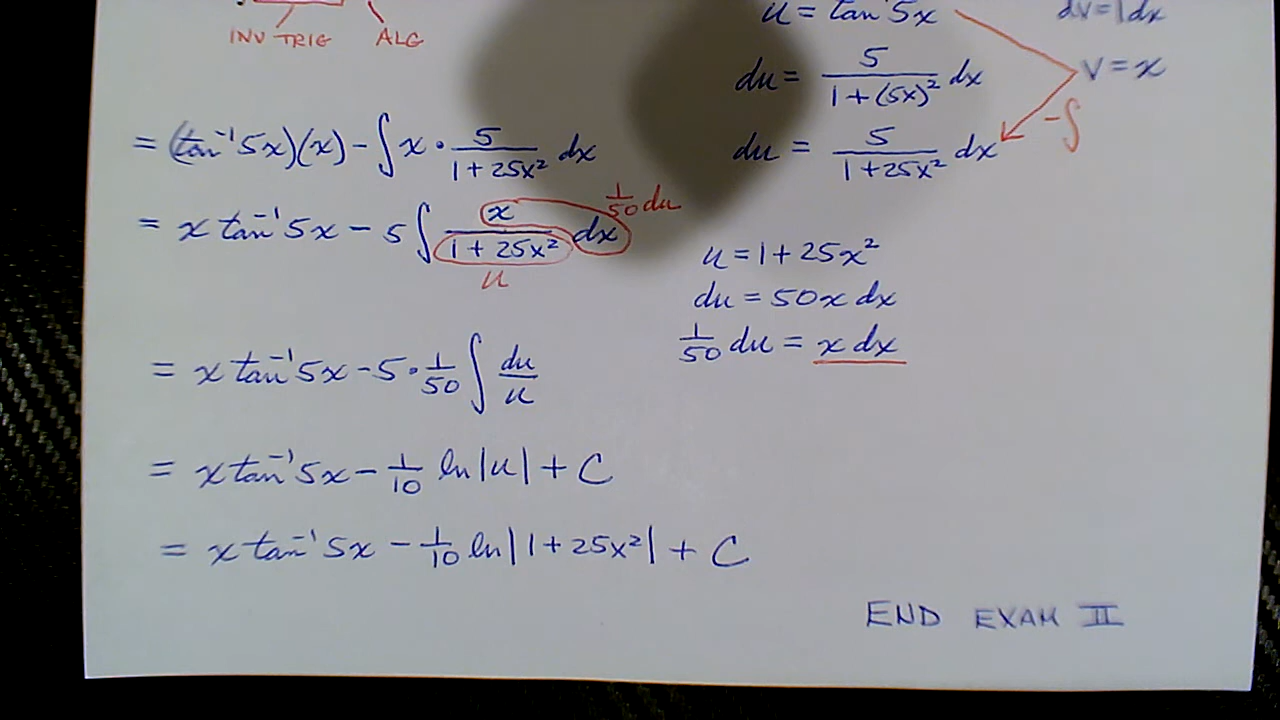 INV TRIG ALG
= (tan⁻¹5x)(x) − ∫ x · 5/(1+25x²) dx
= x tan⁻¹5x − 5 ∫ x/(1+25x²) dx
1/50 du
u
= x tan⁻¹5x − 5 · 1/50 ∫ du/u
= x tan⁻¹5x − 1/10 ln|u| + C
= x tan⁻¹5x − 1/10 ln|1+25x²| + C
u = tan⁻¹5x
dv = 1dx
du = 5/(1+(5x)²) dx
v = x
du = 5/(1+25x²) dx
−∫
u = 1+25x²
du = 50x dx
1/50 du = x dx
END EXAM II